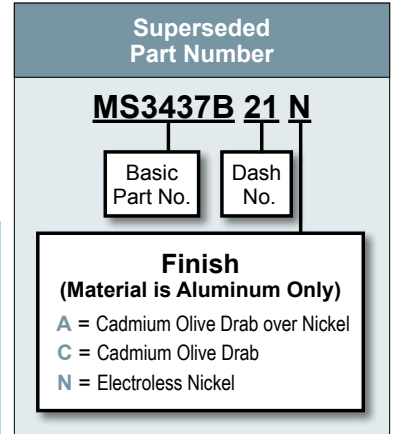 Superseded
Part Number
MS3437B 21 N
Basic
Part No.
Dash
No.
Finish
(Material is Aluminum Only)
A = Cadmium Olive Drab over Nickel
C = Cadmium Olive Drab
N = Electroless Nickel